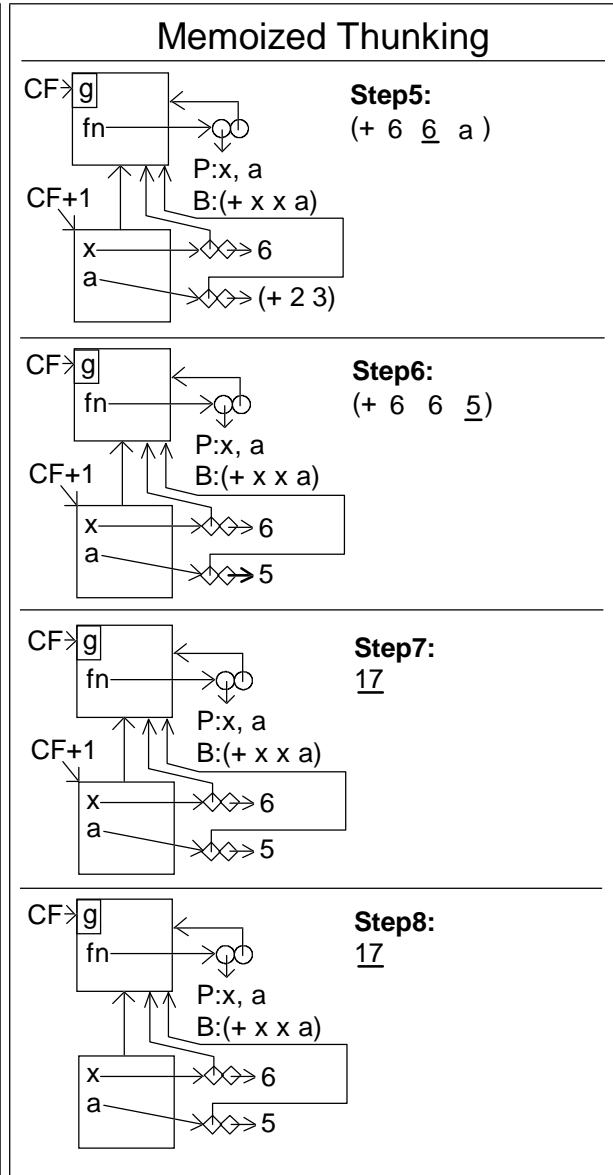 Memoized Thunking
CF g
Step5:
fn
(+ 6 6 a )
P:x, a
CF+1
B:(+ x x a)
x 6
a (+ 2 3)
CF g
Step6:
fn
(+ 6 6 5)
P:x, a
CF+1
B:(+ x x a)
x 6
a 5
CF g
Step7:
fn
17
P:x, a
CF+1
B:(+ x x a)
x 6
a 5
CF g
Step8:
fn
17
P:x, a
B:(+ x x a)
x 6
a 5